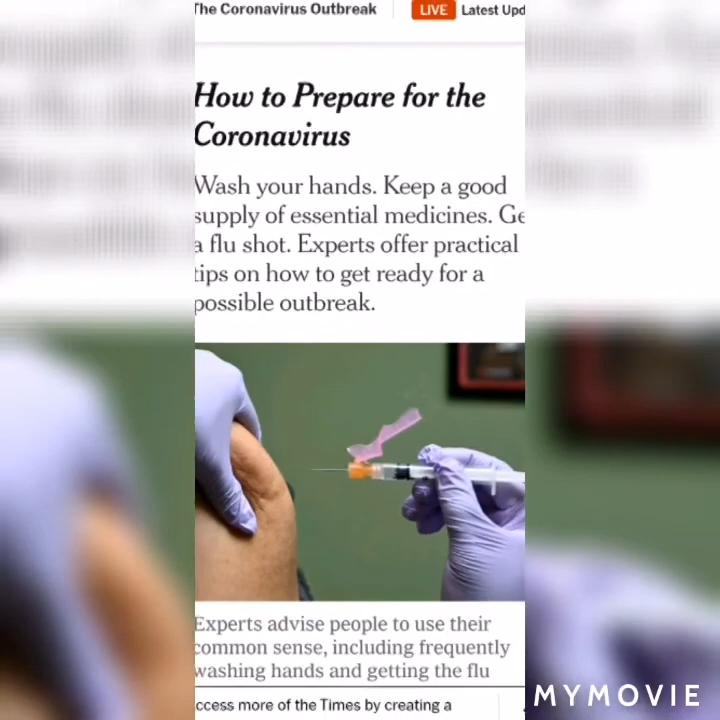 The Coronavirus Outbreak LIVE Latest Upd
How to Prepare for the
Coronavirus
Wash your hands. Keep a good
supply of essential medicines. Ge
a flu shot. Experts offer practical
tips on how to get ready for a
possible outbreak.
Experts advise people to use their
common sense, including frequently
washing hands and getting the flu
ccess more of the Times by creating a
MYMOVIE